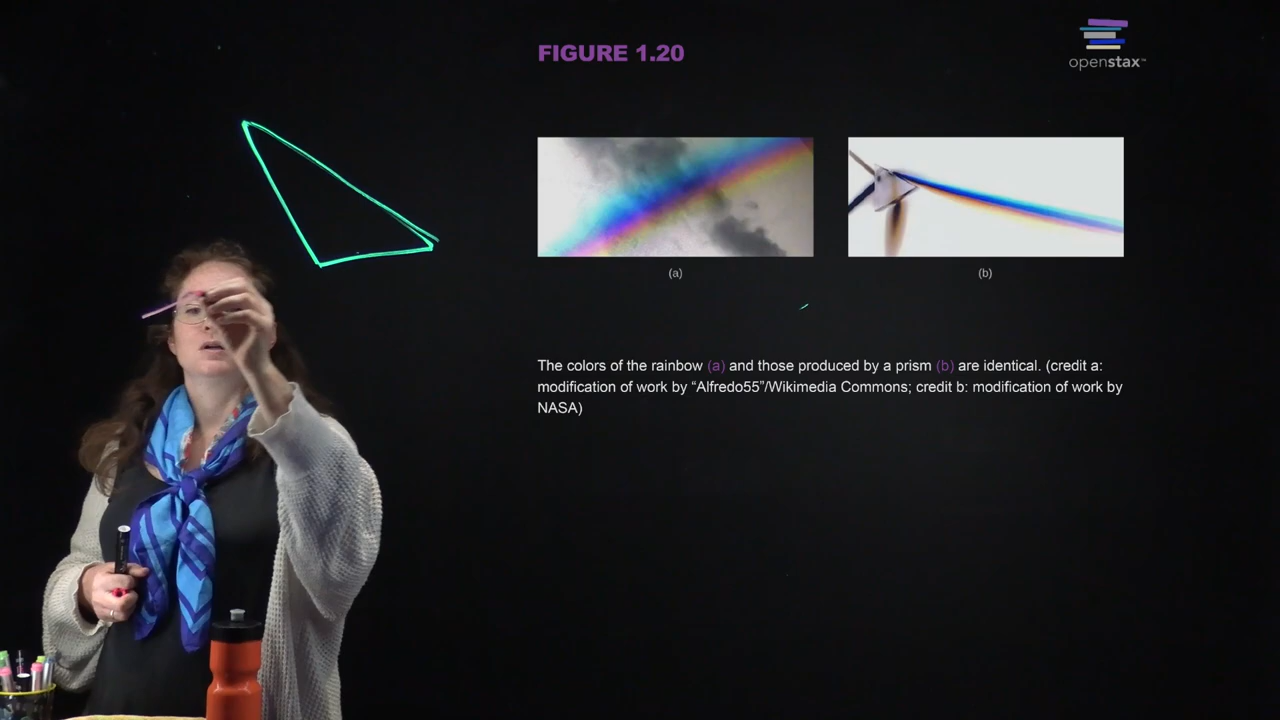 FIGURE 1.20
openstax™
(a)
(b)
The colors of the rainbow (a) and those produced by a prism (b) are identical. (credit a:
modification of work by “Alfredo55”/Wikimedia Commons; credit b: modification of work by
NASA)